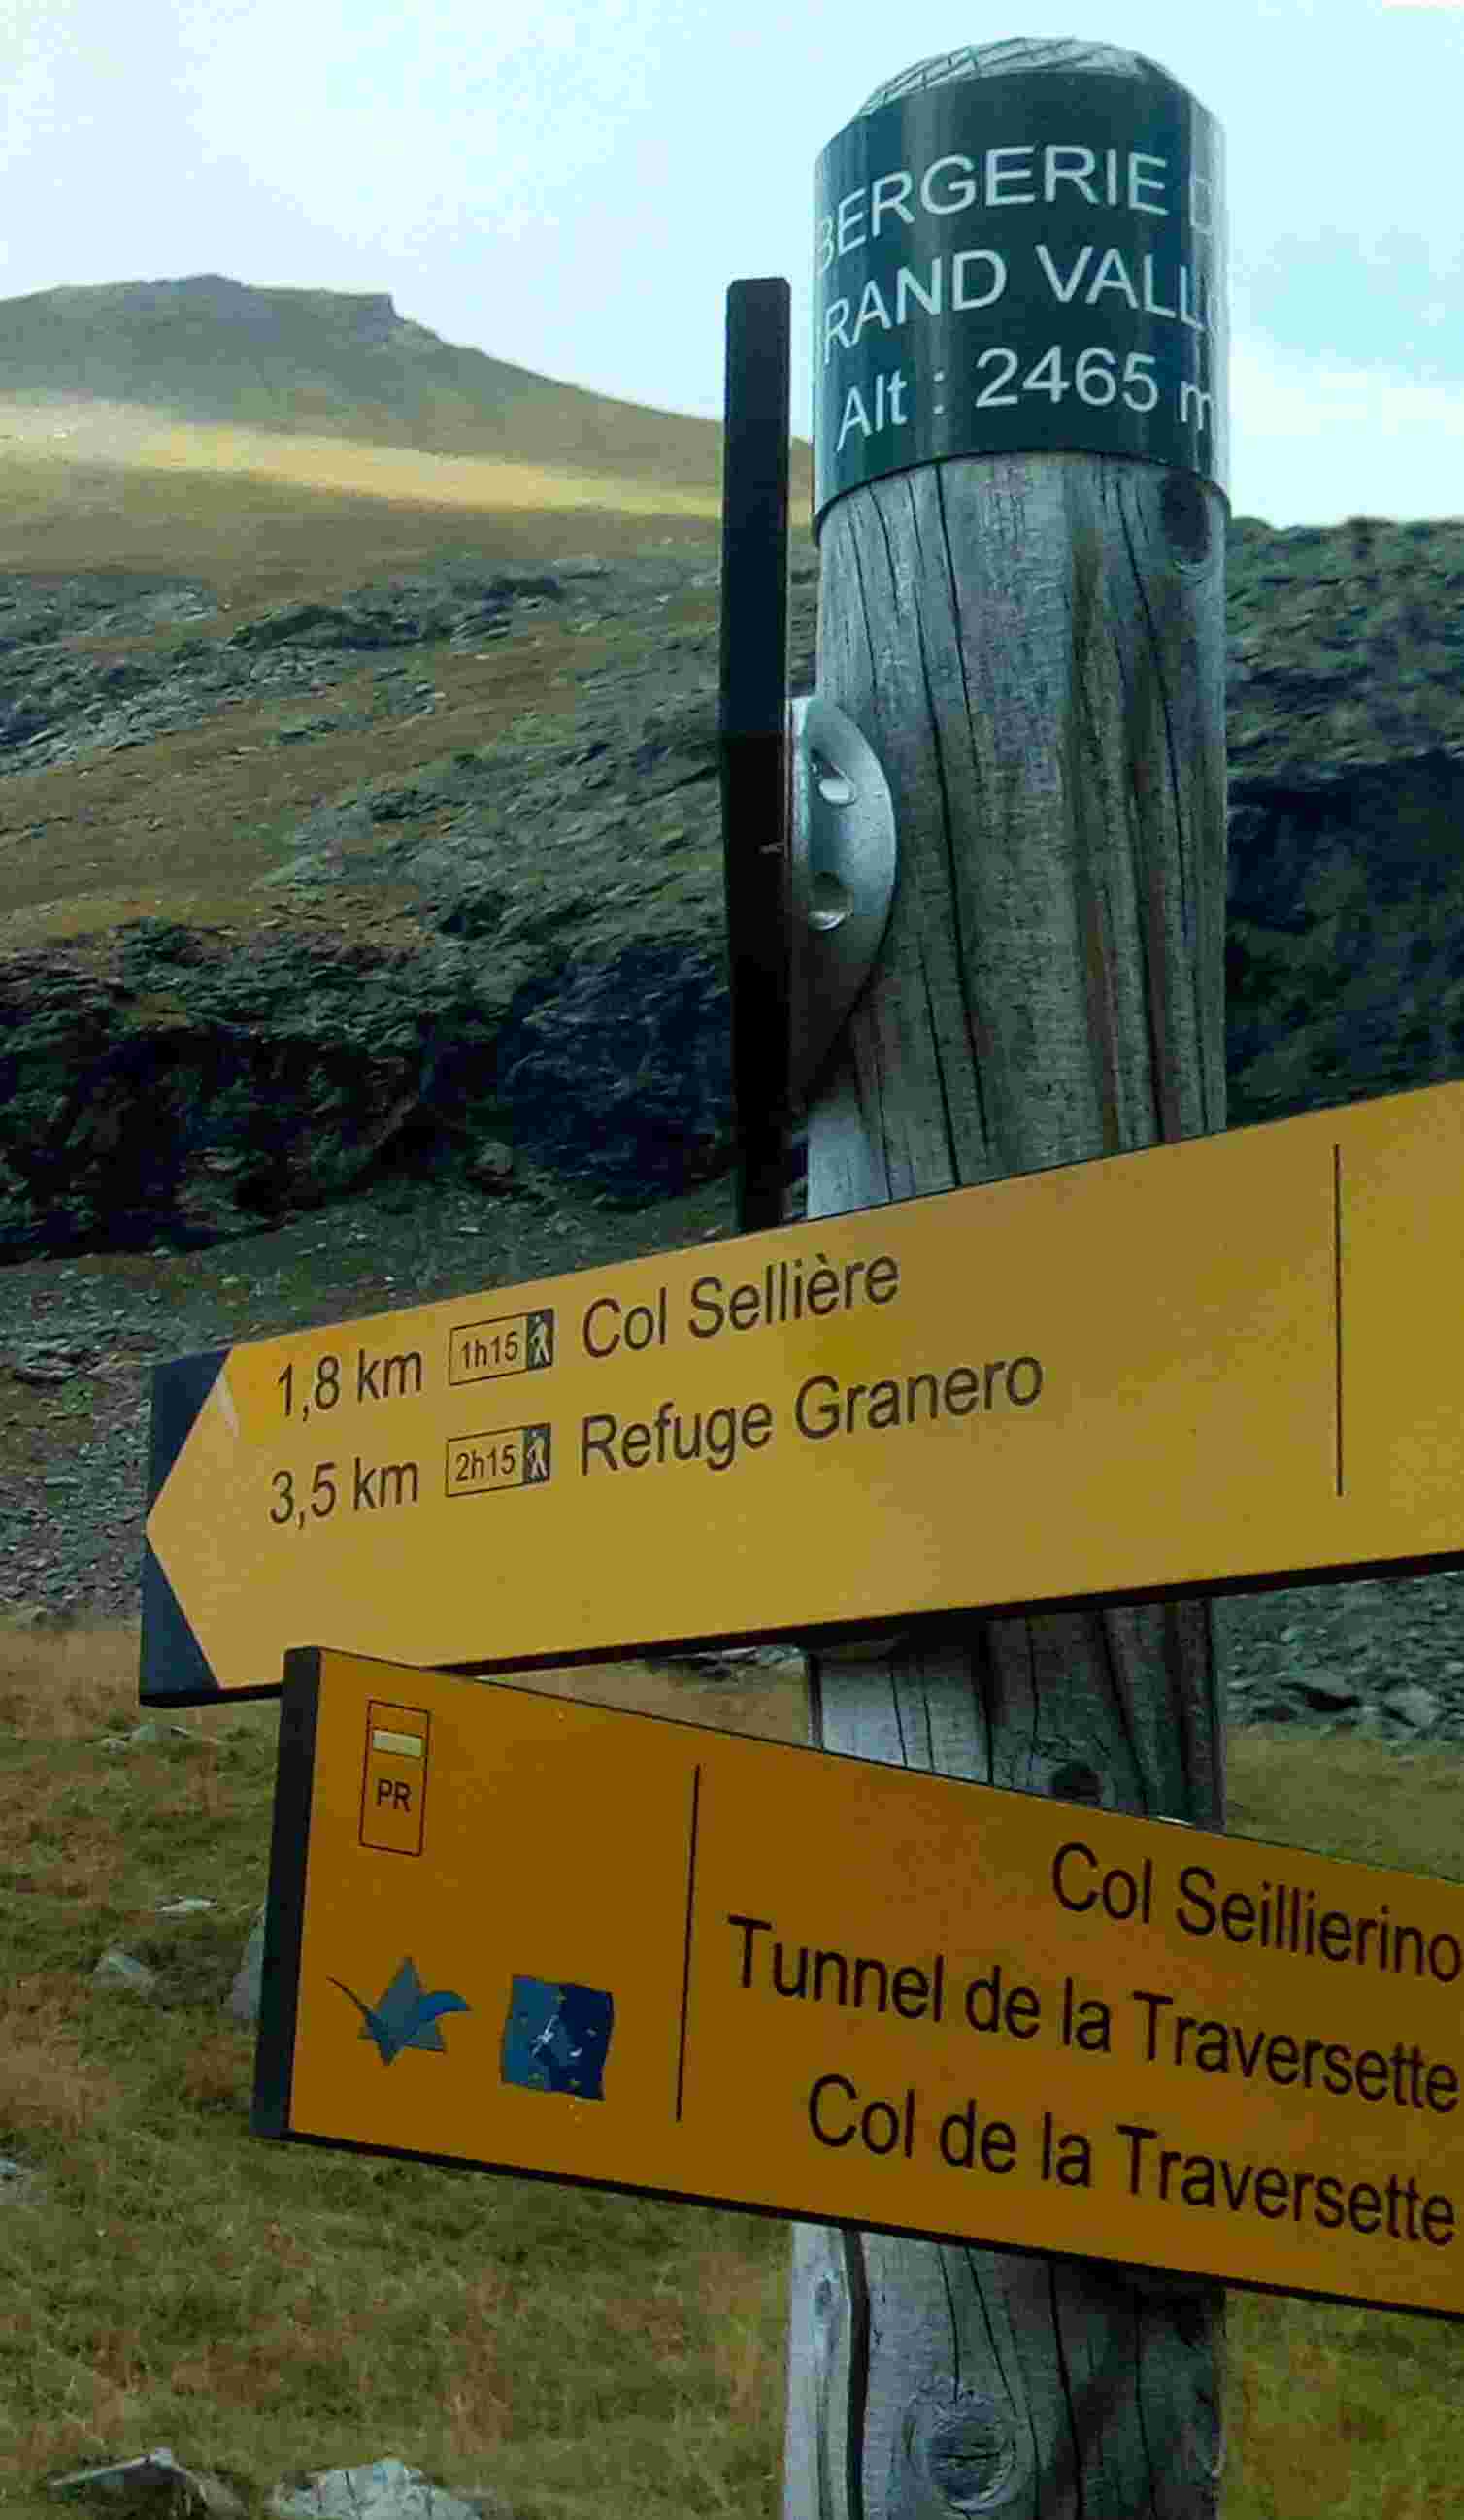 BERGERIE
RAND VALL
Alt : 2465 m
1,8 km 1h15 Col Sellière
3,5 km 2h15 Refuge Granero
PR
Col Seillierino
Tunnel de la Traversette
Col de la Traversette